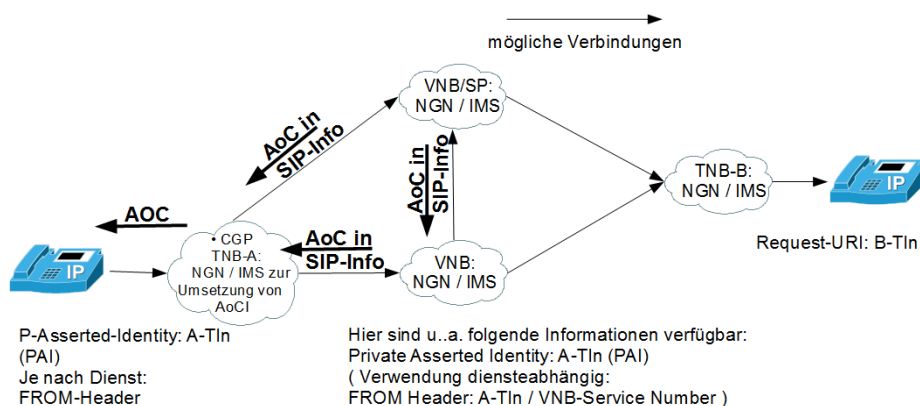 mögliche Verbindungen
VNB/SP:
NGN / IMS
AoC in
SIP-Info
AoC in
SIP-Info
TNB-B:
NGN / IMS
IP
Request-URI: B-Tln
AOC
IP
• CGP
TNB-A:
NGN / IMS zur
Umsetzung von
AoCI
AoC in
SIP-Info
VNB:
NGN / IMS
P-Asserted-Identity: A-Tln
(PAI)
Je nach Dienst:
FROM-Header
Hier sind u..a. folgende Informationen verfügbar:
Private Asserted Identity: A-Tln (PAI)
( Verwendung diensteabhängig:
FROM Header: A-Tln / VNB-Service Number )